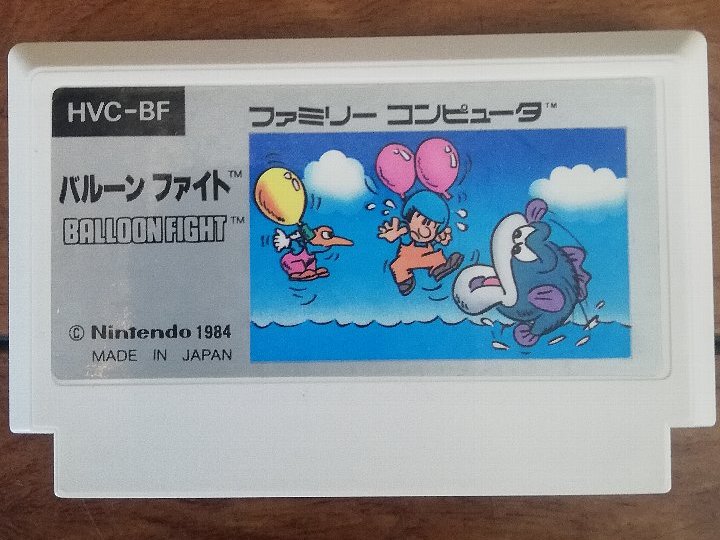 HVC-BF
ファミリー コンピュータ™
バルーン ファイト™
BALLOON FIGHT™
© Nintendo 1984
MADE IN JAPAN